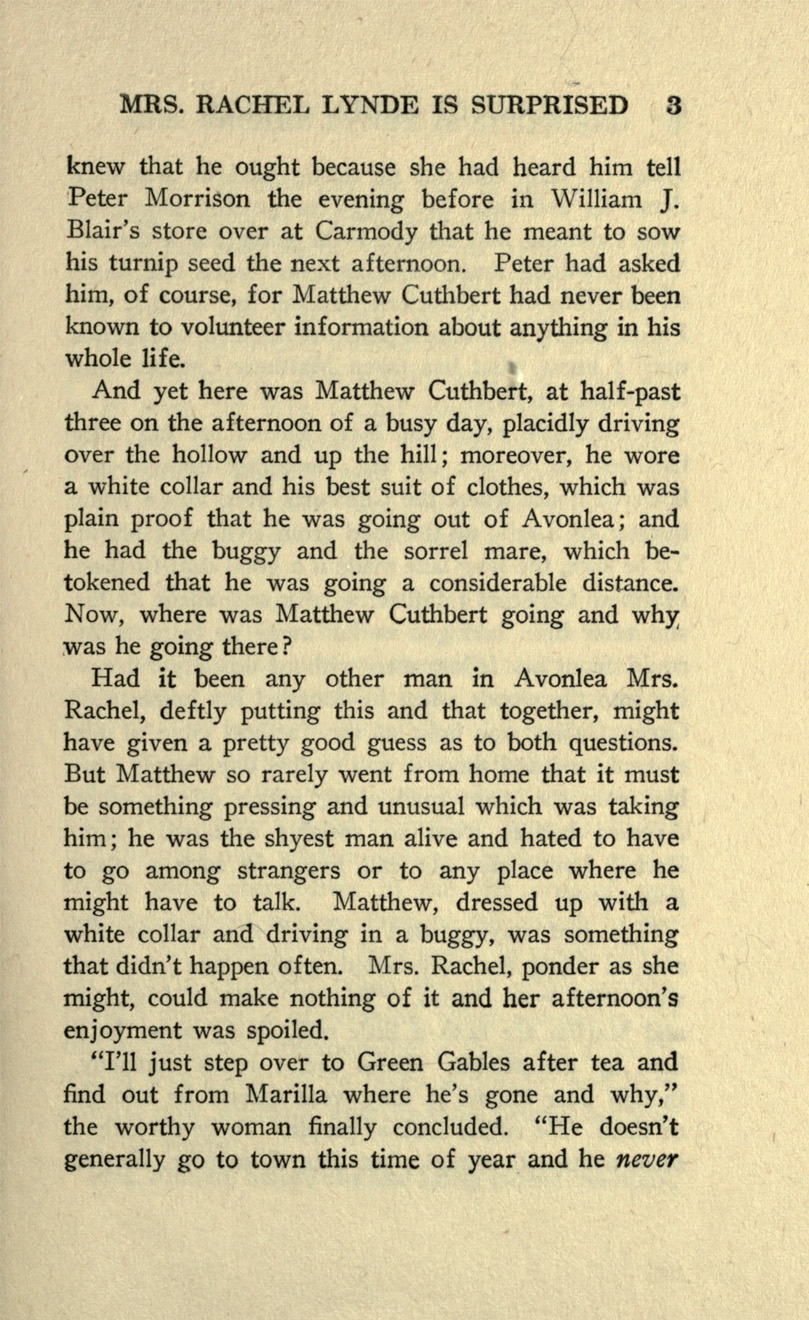 MRS. RACHEL LYNDE IS SURPRISED 3
knew that he ought because she had heard him tell
Peter Morrison the evening before in William J.
Blair's store over at Carmody that he meant to sow
his turnip seed the next afternoon. Peter had asked
him, of course, for Matthew Cuthbert had never been
known to volunteer information about anything in his
whole life.
And yet here was Matthew Cuthbert, at half-past
three on the afternoon of a busy day, placidly driving
over the hollow and up the hill; moreover, he wore
a white collar and his best suit of clothes, which was
plain proof that he was going out of Avonlea; and
he had the buggy and the sorrel mare, which be-
tokened that he was going a considerable distance.
Now, where was Matthew Cuthbert going and why
was he going there?
Had it been any other man in Avonlea Mrs.
Rachel, deftly putting this and that together, might
have given a pretty good guess as to both questions.
But Matthew so rarely went from home that it must
be something pressing and unusual which was taking
him; he was the shyest man alive and hated to have
to go among strangers or to any place where he
might have to talk. Matthew, dressed up with a
white collar and driving in a buggy, was something
that didn't happen often. Mrs. Rachel, ponder as she
might, could make nothing of it and her afternoon's
enjoyment was spoiled.
"I'll just step over to Green Gables after tea and
find out from Marilla where he's gone and why,"
the worthy woman finally concluded. "He doesn't
generally go to town this time of year and he never